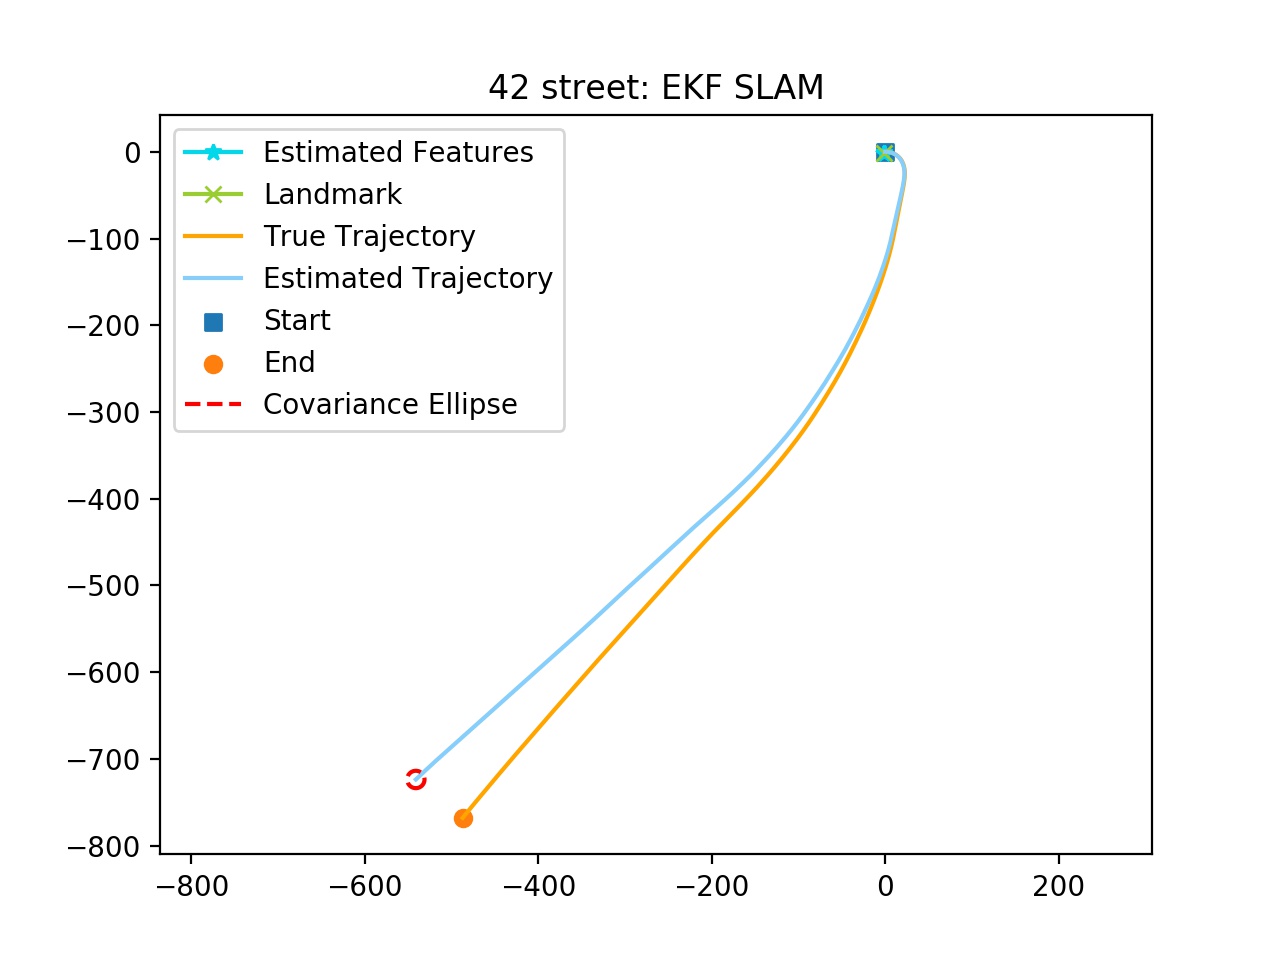 42 street: EKF SLAM
Estimated Features
Landmark
True Trajectory
Estimated Trajectory
Start
End
Covariance Ellipse
0
−100
−200
−300
−400
−500
−600
−700
−800
−800 −600 −400 −200 0 200